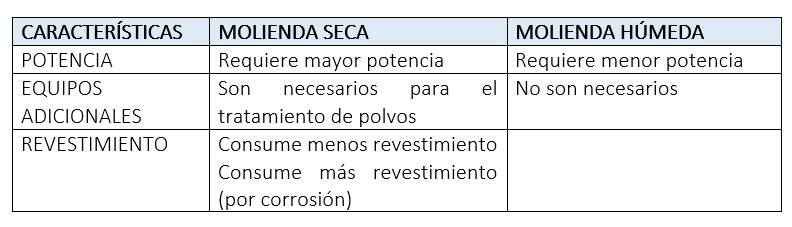 CARACTERÍSTICAS MOLIENDA SECA MOLIENDA HÚMEDA
POTENCIA Requiere mayor potencia Requiere menor potencia
EQUIPOS Son necesarios para el No son necesarios
ADICIONALES tratamiento de polvos
REVESTIMIENTO Consume menos revestimiento
Consume más revestimiento
(por corrosión)